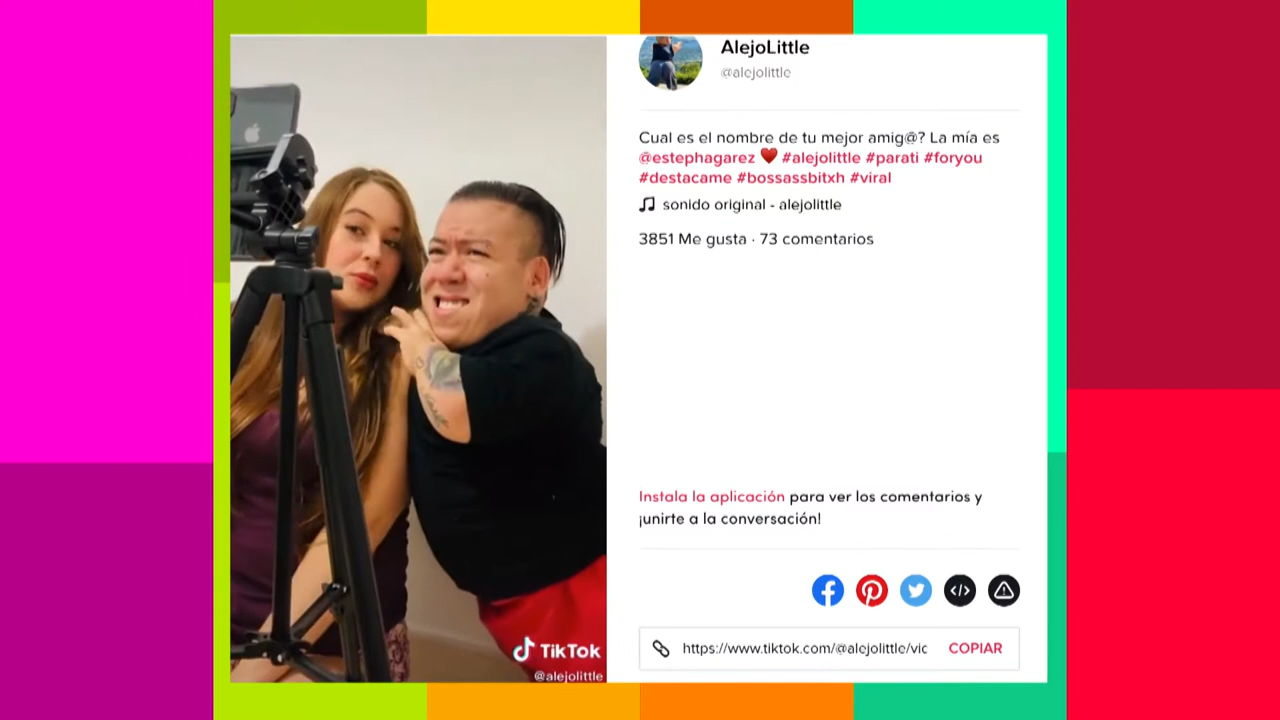 AlejoLittle
@alejolittle
Cual es el nombre de tu mejor amig@? La mía es
@estephagarez ❤️ #alejolittle #parati #foryou
#destacame #bossassbitxh #viral
sonido original - alejolittle
3851 Me gusta · 73 comentarios
Instala la aplicación para ver los comentarios y
¡unirte a la conversación!
https://www.tiktok.com/@alejolittle/vic COPIAR
TikTok
@alejolittle